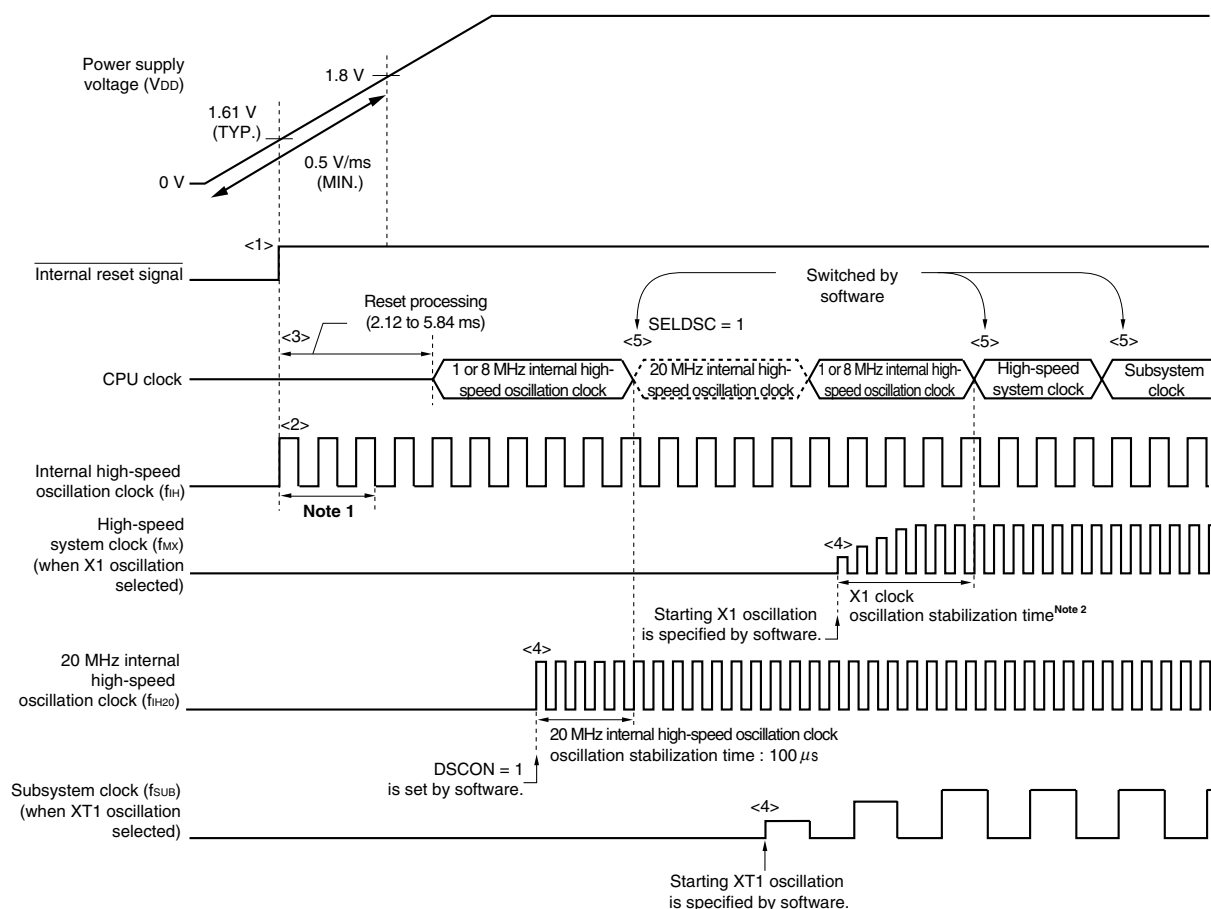 Power supply
voltage (VDD)
1.8 V
1.61 V
(TYP.)
0.5 V/ms
(MIN.)
0 V
<1>
Internal reset signal
Switched by
software
Reset processing
(2.12 to 5.84 ms)
<3>
<5>
SELDSC = 1
<5>
<5>
CPU clock
1 or 8 MHz internal high-
speed oscillation clock
20 MHz internal high-
speed oscillation clock
1 or 8 MHz internal high-
speed oscillation clock
High-speed
system clock
Subsystem
clock
<2>
Internal high-speed
oscillation clock (fIH)
Note 1
High-speed
system clock (fMX)
(when X1 oscillation
selected)
<4>
X1 clock
oscillation stabilization time Note 2
Starting X1 oscillation
is specified by software.
20 MHz internal
high-speed
oscillation clock (fIH20)
<4>
20 MHz internal high-speed oscillation clock
oscillation stabilization time : 100 μs
DSCON = 1
is set by software.
Subsystem clock (fSUB)
(when XT1 oscillation
selected)
<4>
Starting XT1 oscillation
is specified by software.